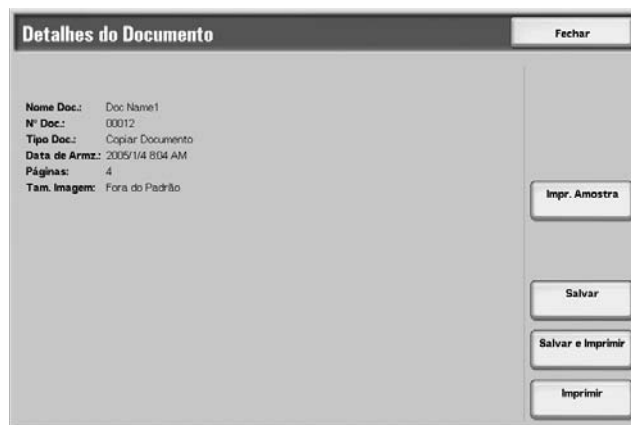 Detalhes do Documento
Fechar
Nome Doc.: Doc Name1
N° Doc.: 00012
Tipo Doc.: Copiar Documento
Data de Armz.: 2005/1/4 8:04 AM
Páginas: 4
Tam. Imagem: Fora do Padrão
Impr. Amostra
Salvar
Salvar e Imprimir
Imprimir